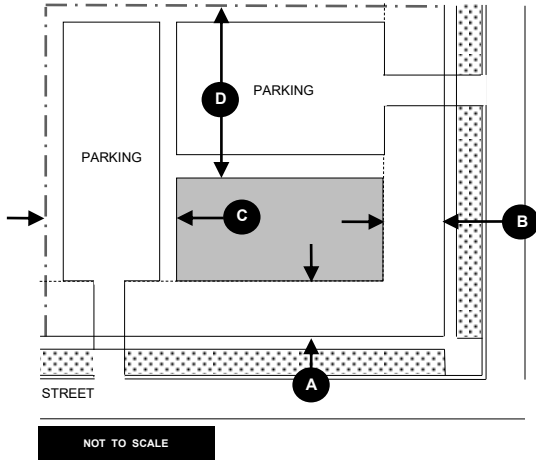 D
PARKING
PARKING
C
B
A
STREET
NOT TO SCALE